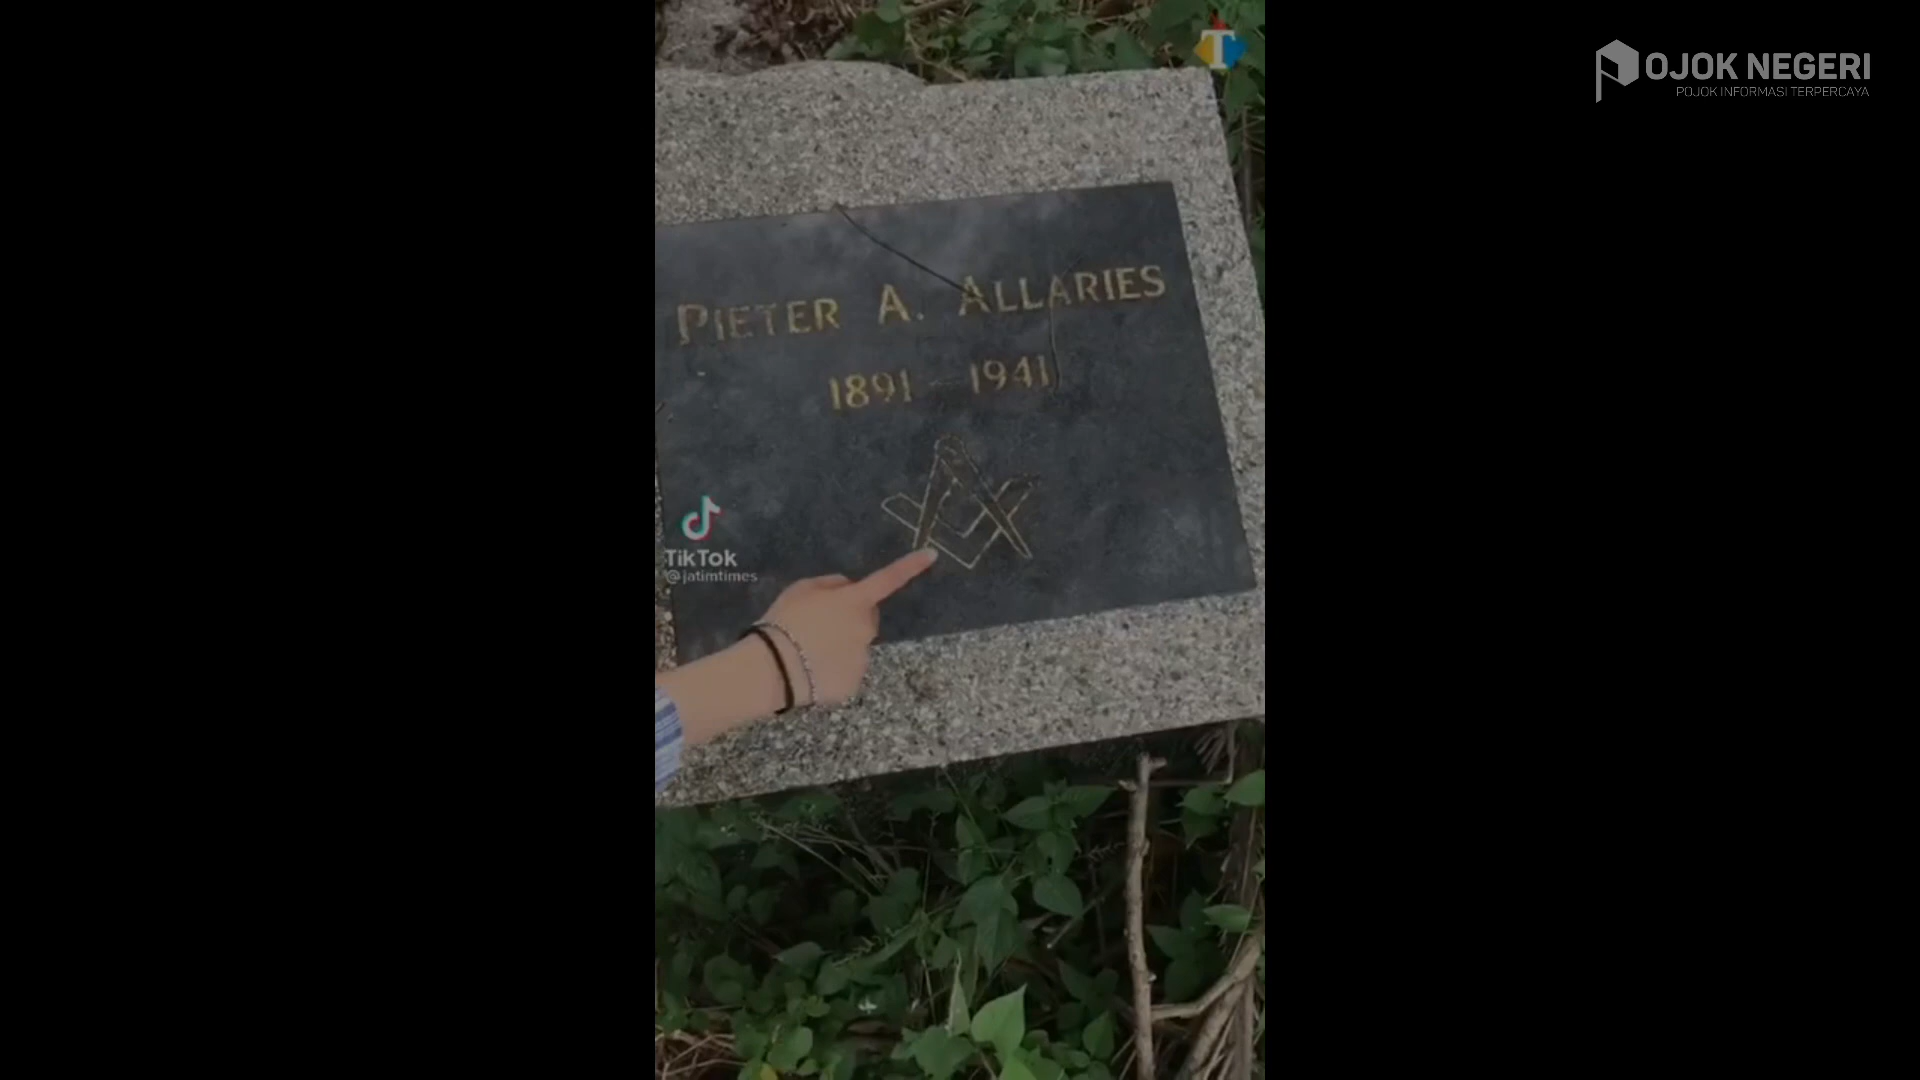 T
OJOK NEGERI
POJOK INFORMASI TERPERCAYA
PIETER A. ALLARIES
1891 – 1941
TikTok
@jatimtimes